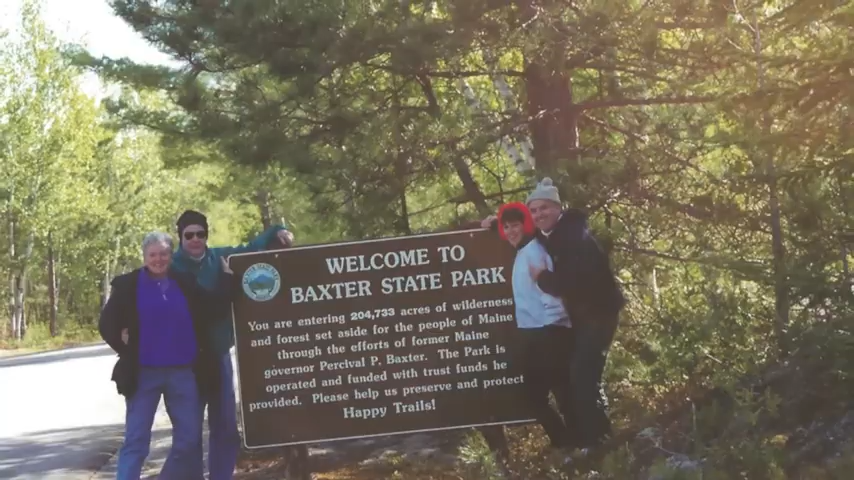 WELCOME TO
BAXTER STATE PARK
You are entering 204,733 acres of wilderness
and forest set aside for the people of Maine
through the efforts of former Maine
governor Percival P. Baxter. The Park is
operated and funded with trust funds he
provided. Please help us preserve and protect
Happy Trails!